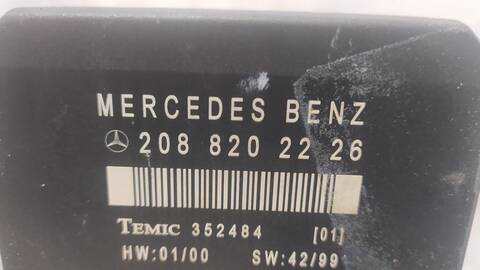 MERCEDES BENZ
208 820 22 26
TEMIC 352484 [01]
HW:01/00 SW:42/99